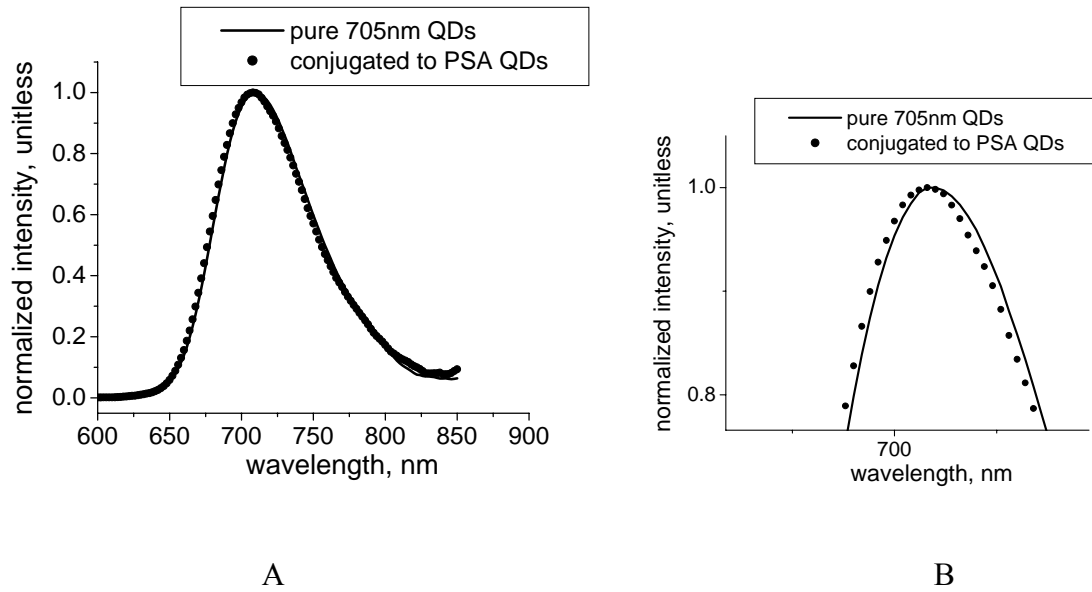 pure 705nm QDs
conjugated to PSA QDs
normalized intensity, unitless
1.0
0.8
0.6
0.4
0.2
0.0
600
650
700
750
800
850
900
wavelength, nm
A
pure 705nm QDs
conjugated to PSA QDs
normalized intensity, unitless
1.0
0.8
700
wavelength, nm
B